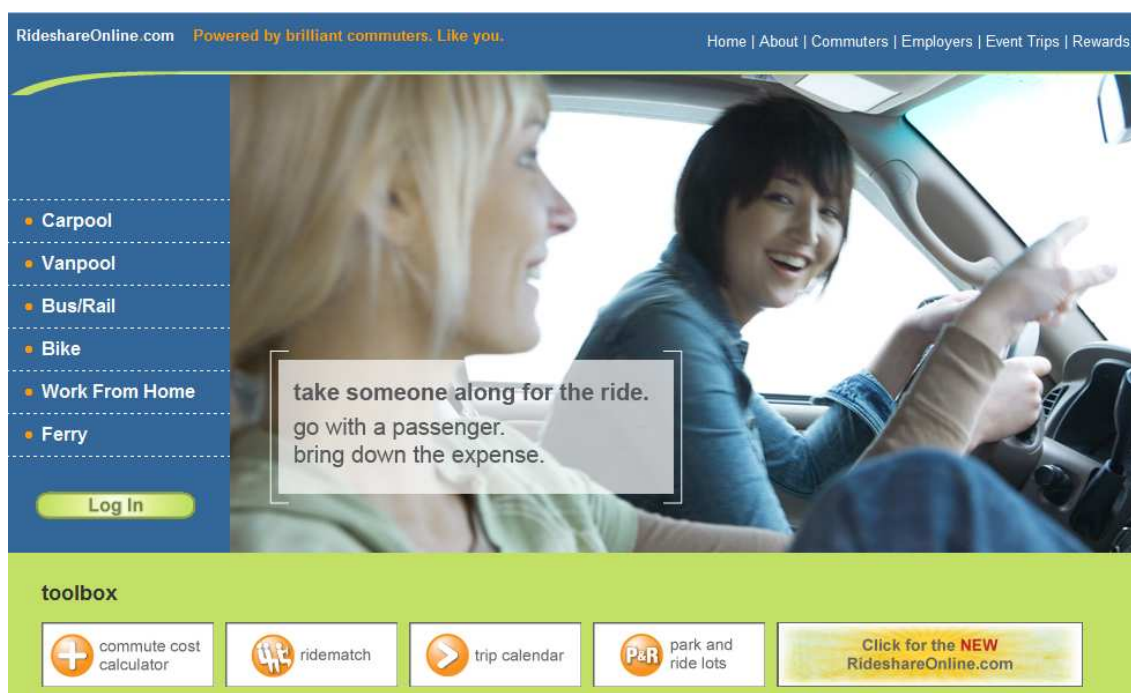 RideshareOnline.com Powered by brilliant commuters. Like you.
Home | About | Commuters | Employers | Event Trips | Rewards
Carpool
Vanpool
Bus/Rail
Bike
Work From Home
Ferry
Log In
take someone along for the ride.
go with a passenger.
bring down the expense.
toolbox
commute cost
calculator
ridematch
trip calendar
P&R
park and
ride lots
Click for the NEW
RideshareOnline.com